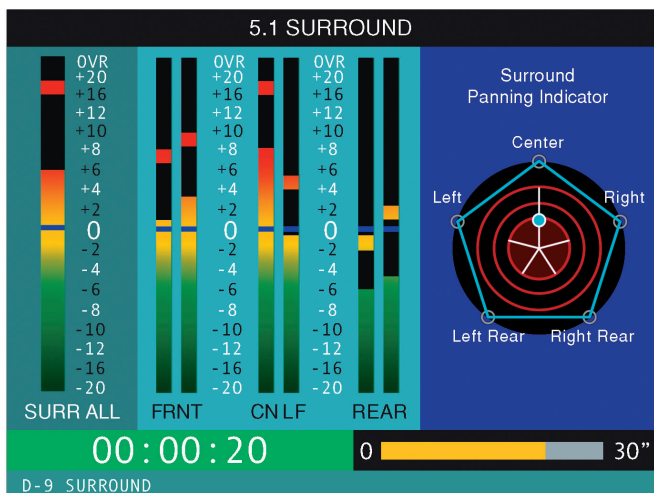 5.1 SURROUND
OVR OVR OVR
+20 +20 +20
+16 +16 +16
+12 +12 +12
+10 +10 +10
+8 +8 +8
+6 +6 +6
+4 +4 +4
+2 +2 +2
0 0 0
-2 -2 -2
-4 -4 -4
-6 -6 -6
-8 -8 -8
-10 -10 -10
-12 -12 -12
-16 -16 -16
-20 -20 -20
SURR ALL FRNT CN LF REAR
Surround
Panning Indicator
Center
Left Right
Left Rear Right Rear
00:00:20 0 30”
D-9 SURROUND